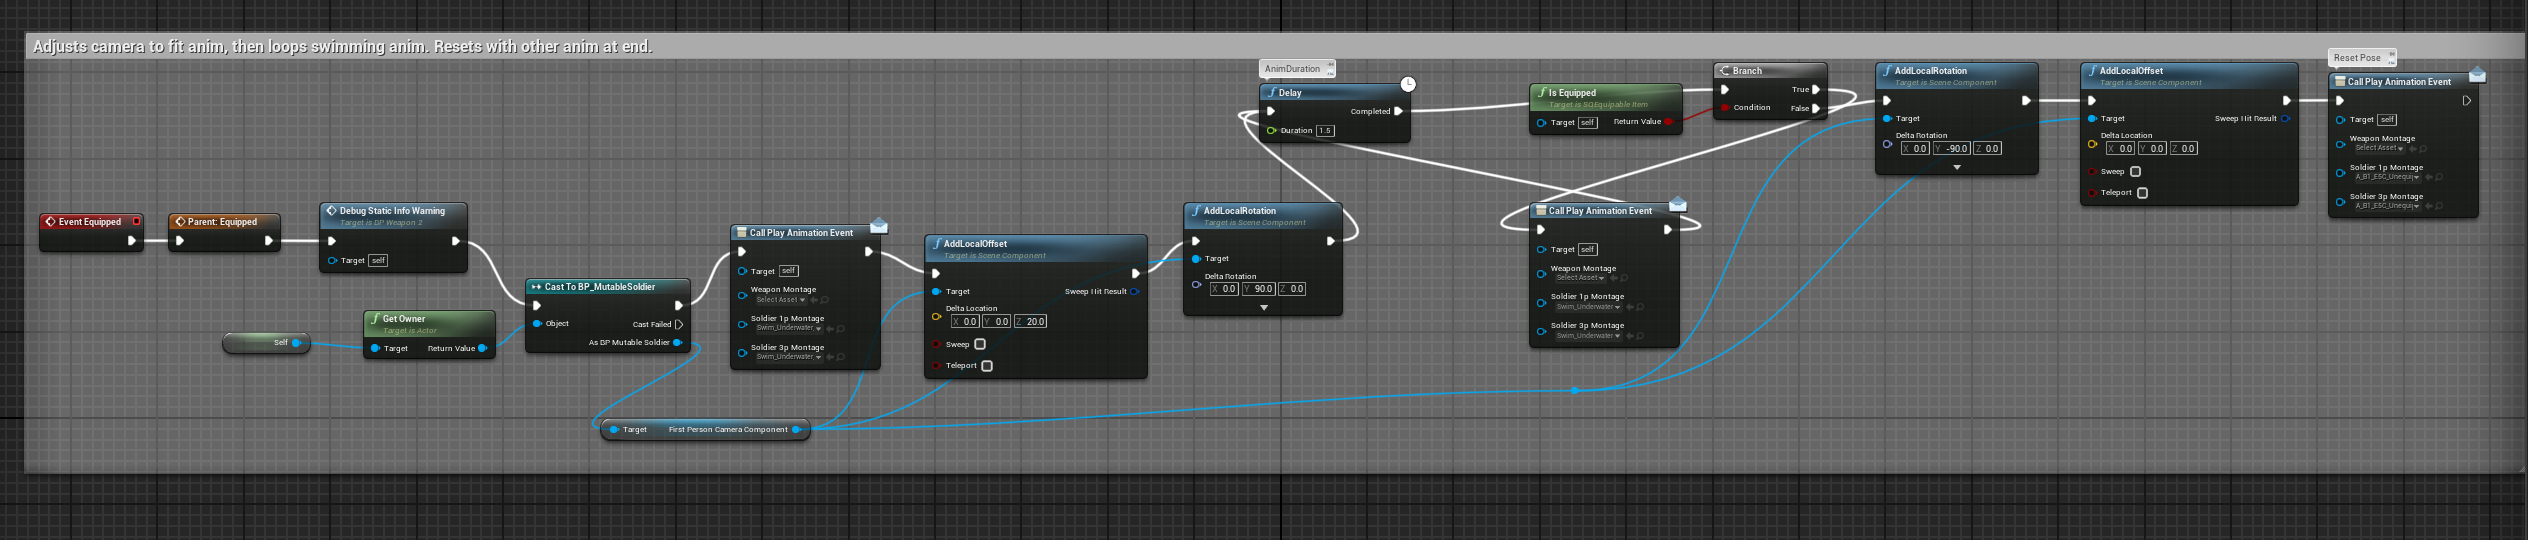 Adjusts camera to fit anim, then loops swimming anim. Resets with other anim at end.
Event Equipped
Parent: Equipped
Debug Static Info Warning
Target is BP Weapon 2
Target self
Self
Get Owner
Target is Actor
Target Return Value
Cast To BP_MutableSoldier
Object Cast Failed
As BP Mutable Soldier
Target First Person Camera Component
Call Play Animation Event
Target self
Weapon Montage
Select Asset
Soldier 1p Montage
Swim_Underwater_
Soldier 3p Montage
Swim_Underwater_
AddLocalOffset
Target is Scene Component
Target Sweep Hit Result
Delta Location
X 0.0 Y 0.0 Z 20.0
Sweep
Teleport
AddLocalRotation
Target is Scene Component
Target
Delta Rotation
X 0.0 Y 90.0 Z 0.0
AnimDuration
Delay
Completed
Duration 1.5
Is Equipped
Target is SQEquipable Item
Target self Return Value
Branch
True
Condition False
Call Play Animation Event
Target self
Weapon Montage
Select Asset
Soldier 1p Montage
Swim_Underwater_
Soldier 3p Montage
Swim_Underwater_
AddLocalRotation
Target is Scene Component
Target
Delta Rotation
X 0.0 Y -90.0 Z 0.0
AddLocalOffset
Target is Scene Component
Target Sweep Hit Result
Delta Location
X 0.0 Y 0.0 Z 0.0
Sweep
Teleport
Reset Pose
Call Play Animation Event
Target self
Weapon Montage
Select Asset
Soldier 1p Montage
Soldier 3p Montage